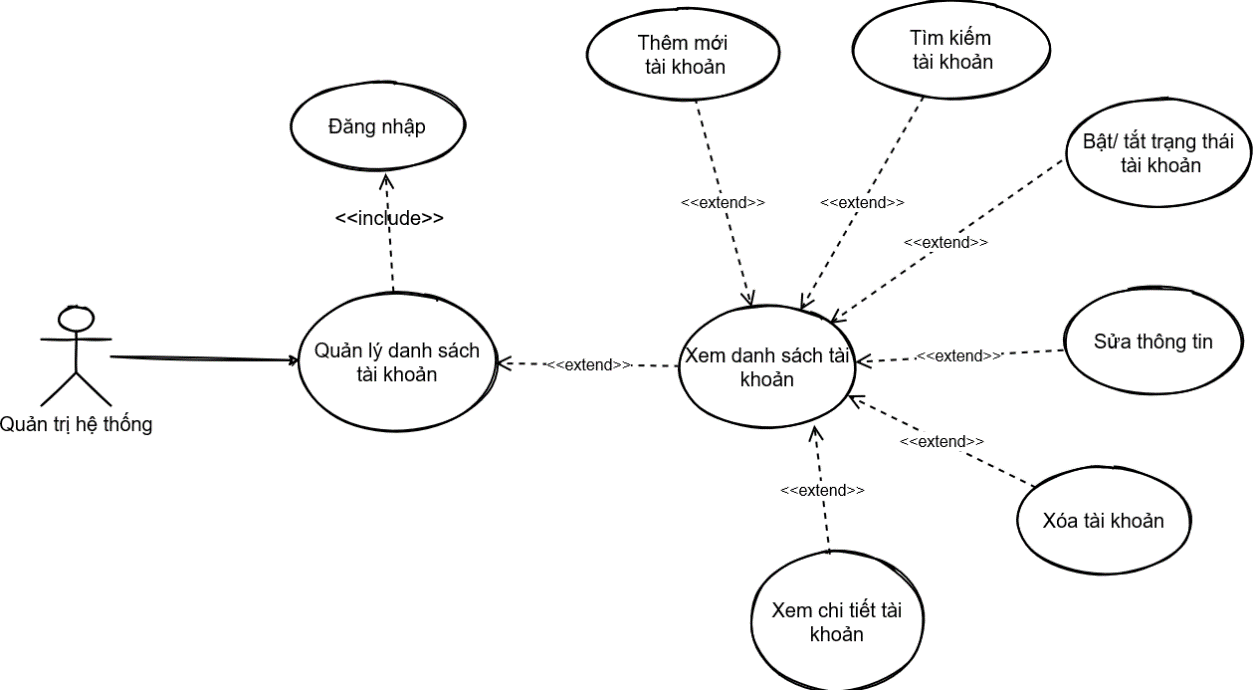 Thêm mới
tài khoản
Tìm kiếm
tài khoản
Đăng nhập
Bật/ tắt trạng thái
tài khoản
<<include>>
<<extend>>
<<extend>>
<<extend>>
Quản lý danh sách
tài khoản
<<extend>>
Xem danh sách tài
khoản
<<extend>>
Sửa thông tin
Quản trị hệ thống
<<extend>>
<<extend>>
Xóa tài khoản
Xem chi tiết tài
khoản